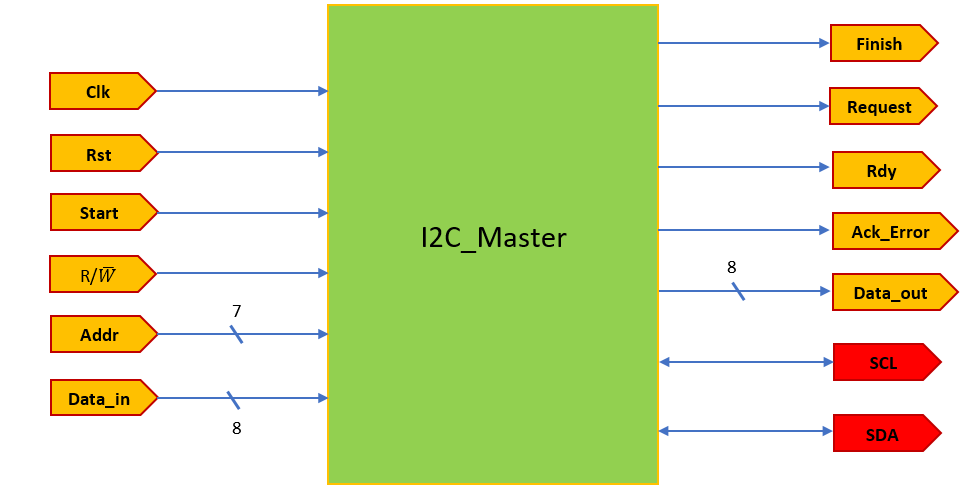 Clk
Rst
Start
R/W̅
Addr
7
Data_in
8
I2C_Master
Finish
Request
Rdy
Ack_Error
8
Data_out
SCL
SDA